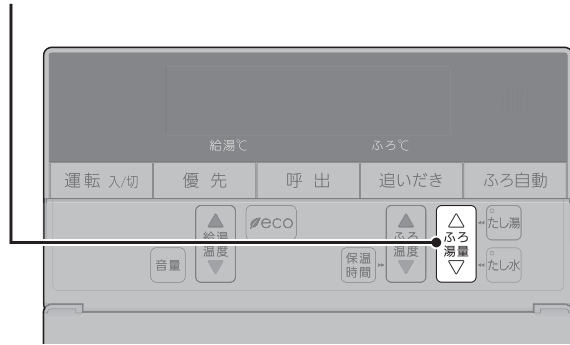 給湯℃ ふろ℃
運転 入/切 優先 呼出 追いだき ふろ自動
給湯温度 eco ふろ温度 ふろ湯量 たし湯
音量 保温時間 たし水